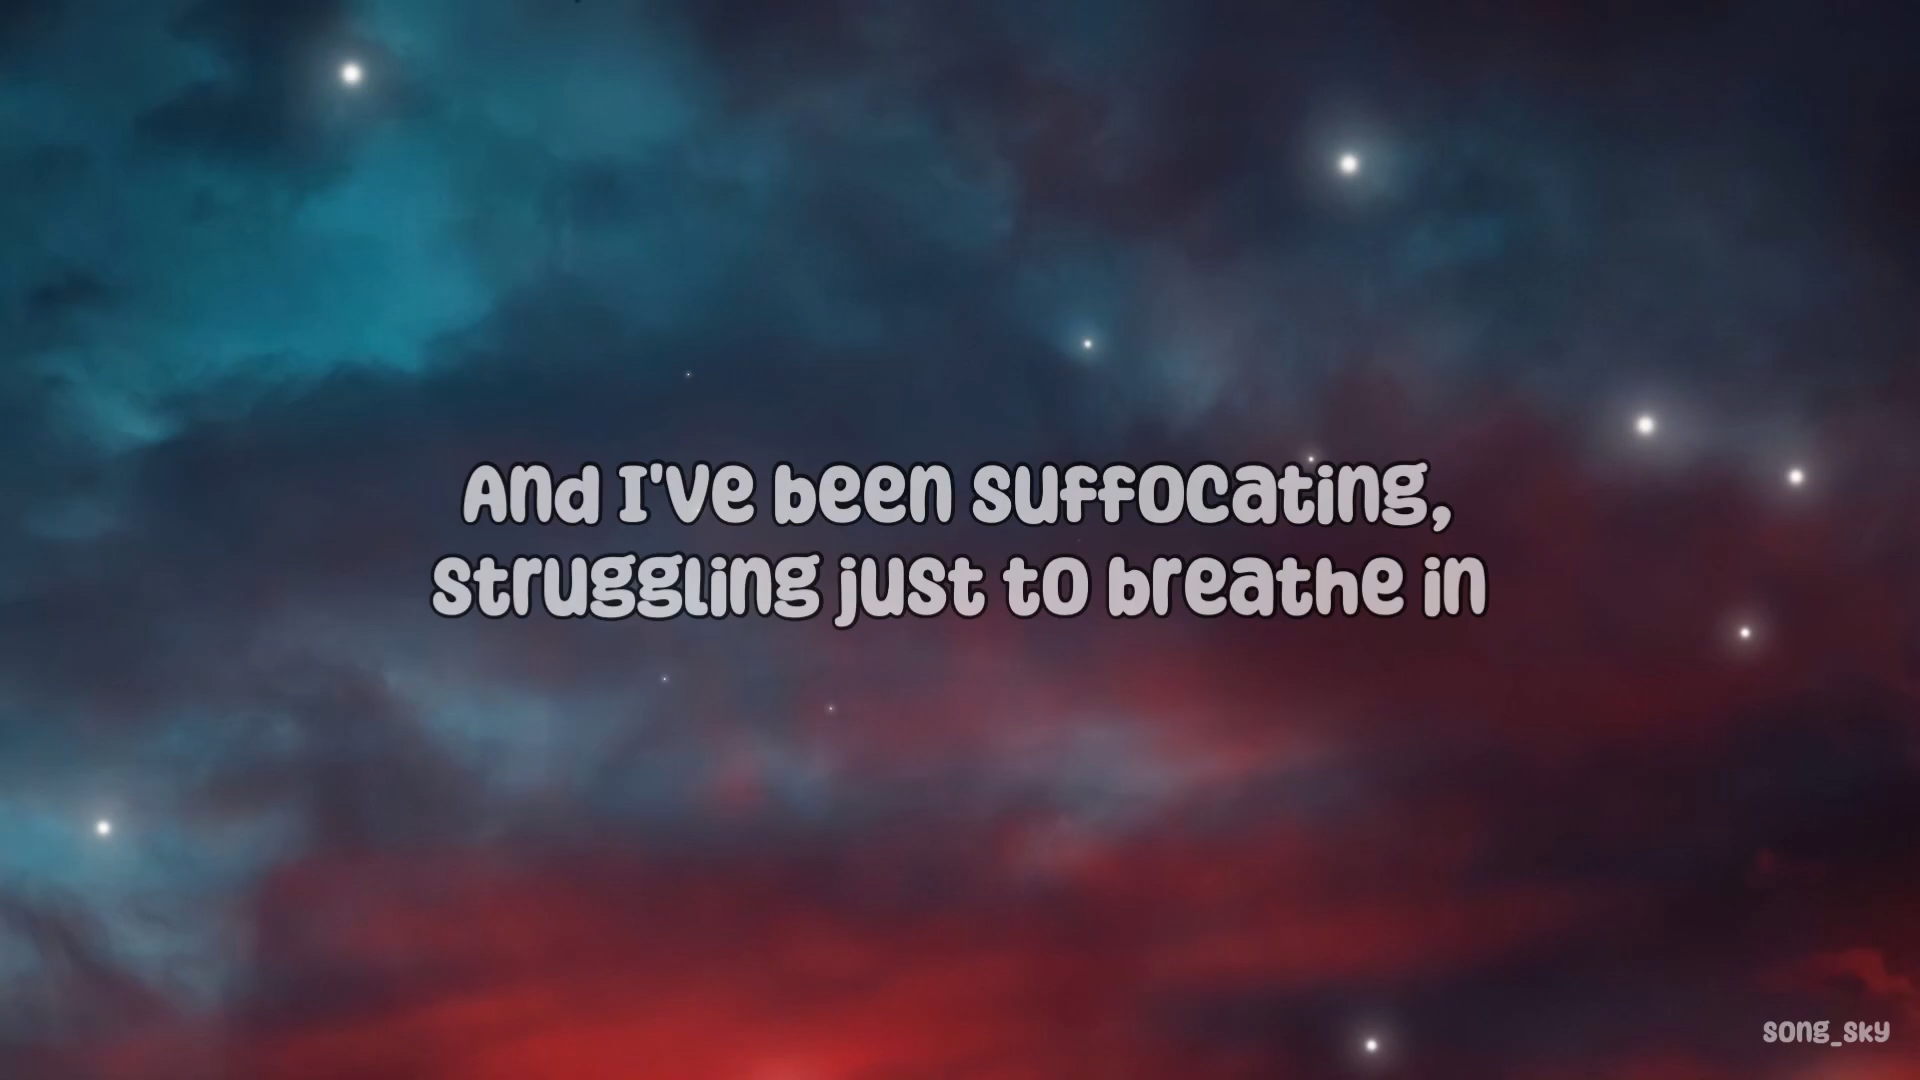 And I've been suffocating,
struggling just to breathe in
song_sky